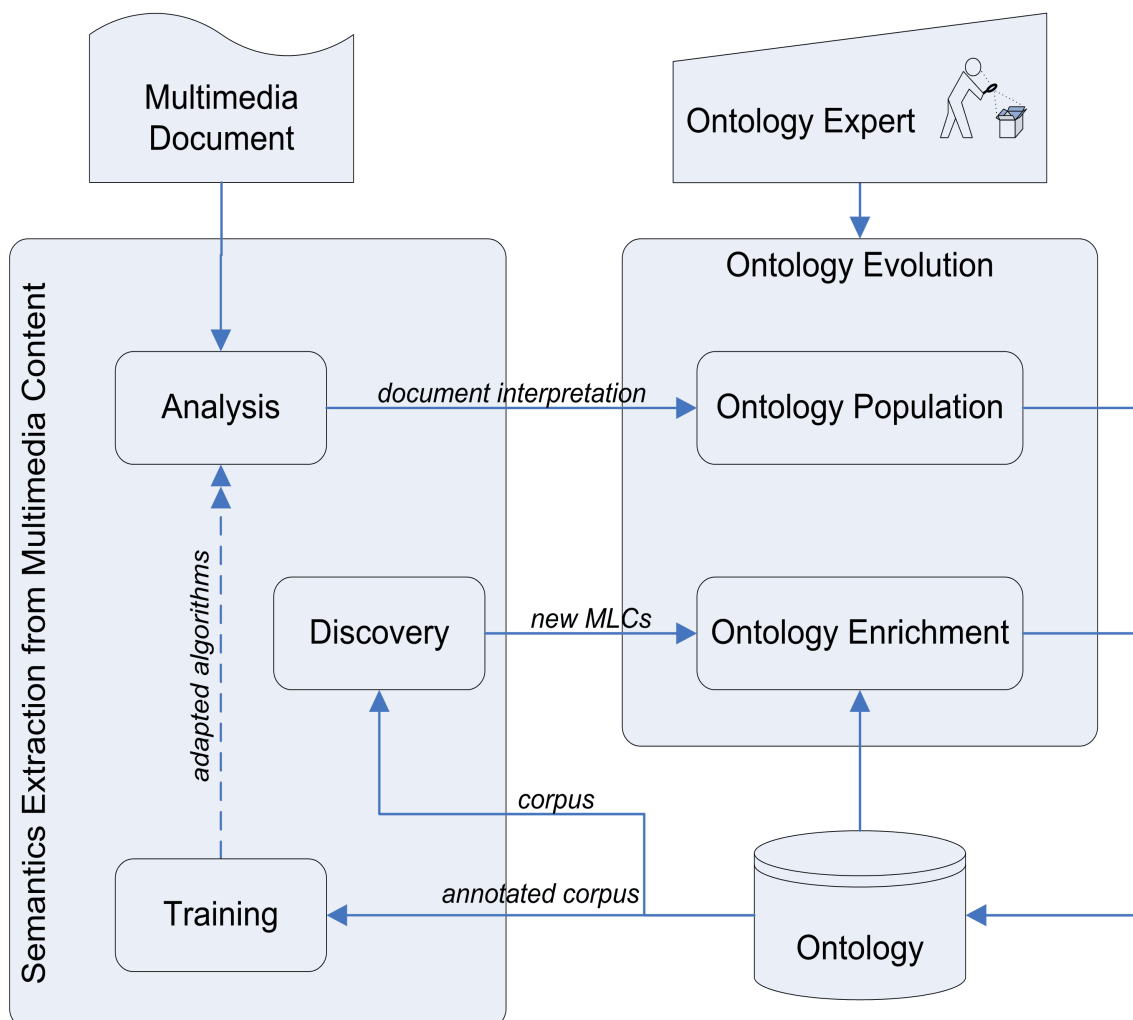 Multimedia
Document
Ontology Expert
Semantics Extraction from Multimedia Content
Ontology Evolution
Analysis
document interpretation
Ontology Population
adapted algorithms
Discovery
new MLCs
Ontology Enrichment
corpus
Training
annotated corpus
Ontology